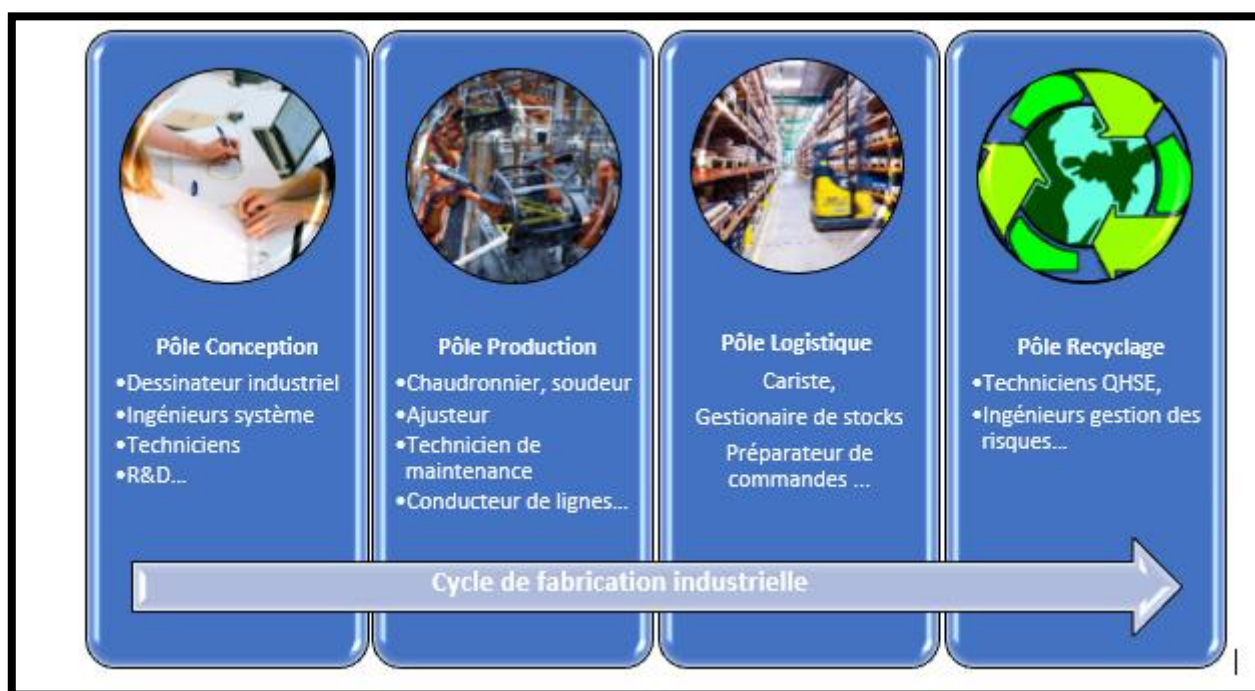 Pôle Conception
•Dessinateur industriel
•Ingénieurs système
•Techniciens
•R&D...
Pôle Production
•Chaudronnier, soudeur
•Ajusteur
•Technicien de
maintenance
•Conducteur de lignes...
Pôle Logistique
Cariste,
Gestionaire de stocks
Préparateur de
commandes ...
Pôle Recyclage
•Techniciens QHSE,
•Ingénieurs gestion des
risques...
Cycle de fabrication industrielle